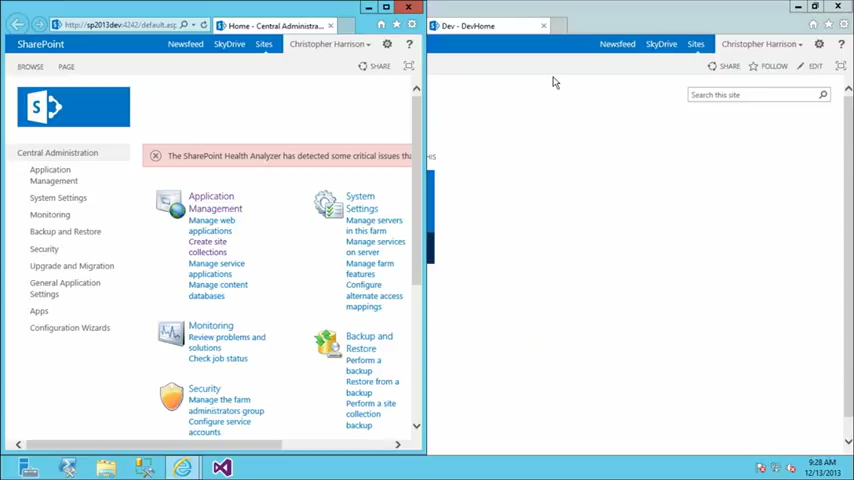 http://sp2013dev:4242/default.asp
Home - Central Administra...
Dev - DevHome
SharePoint
Newsfeed
SkyDrive
Sites
Christopher Harrison
?
Newsfeed
SkyDrive
Sites
Christopher Harrison
?
BROWSE
PAGE
SHARE
SHARE
FOLLOW
EDIT
Search this site
S
Central Administration
Application
Management
System Settings
Monitoring
Backup and Restore
Security
Upgrade and Migration
General Application
Settings
Apps
Configuration Wizards
The SharePoint Health Analyzer has detected some critical issues tha
HIS
Application
Management
Manage web
applications
Create site
collections
Manage service
applications
Manage content
databases
Monitoring
Review problems and
solutions
Check job status
Security
Manage the farm
administrators group
Configure service
accounts
System
Settings
Manage servers
in this farm
Manage services
on server
Manage farm
features
Configure
alternate access
mappings
Backup and
Restore
Perform a
backup
Restore from a
backup
Perform a site
collection
backup
9:28 AM
12/13/2013